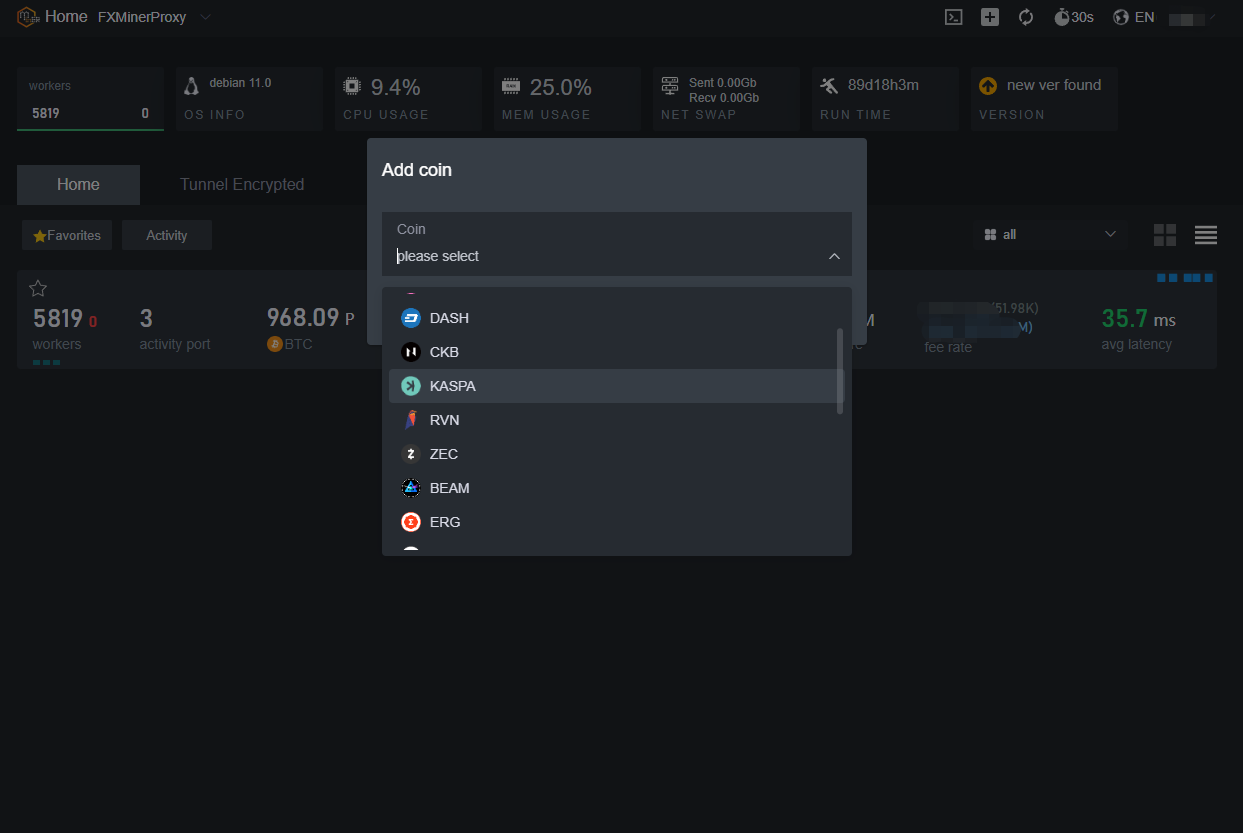 Home FXMinerProxy
30s EN
workers
5819 0
debian 11.0
OS INFO
9.4%
CPU USAGE
25.0%
MEM USAGE
Sent 0.00Gb
Recv 0.00Gb
NET SWAP
89d18h3m
RUN TIME
new ver found
VERSION
Home
Tunnel Encrypted
Favorites
Activity
all
Add coin
Coin
please select
DASH
CKB
KASPA
RVN
ZEC
BEAM
ERG
5819 0
workers
3
activity port
968.09 P
BTC
(51.98K)
M)
fee rate
35.7 ms
avg latency